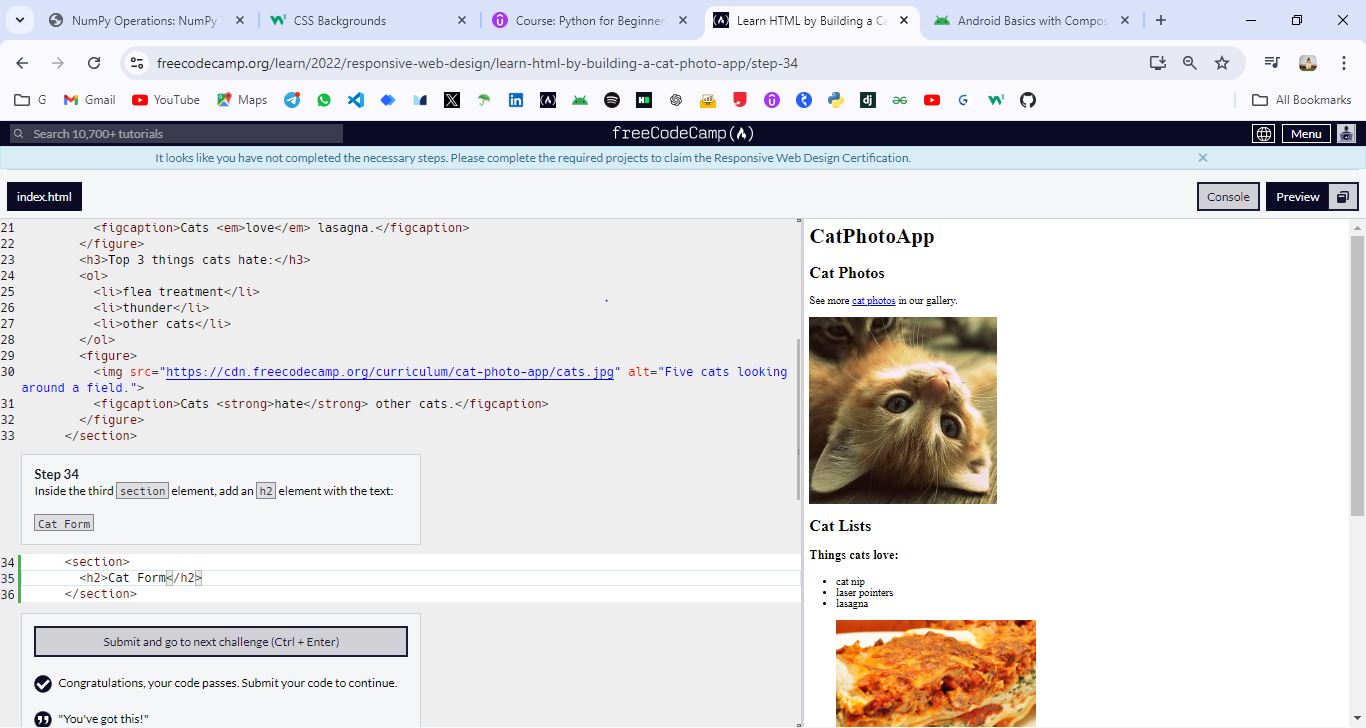 NumPy Operations: NumPy
CSS Backgrounds
Course: Python for Beginner
Learn HTML by Building a Ca
Android Basics with Compos
freecodecamp.org/learn/2022/responsive-web-design/learn-html-by-building-a-cat-photo-app/step-34
G
Gmail
YouTube
Maps
All Bookmarks
Search 10,700+ tutorials
freeCodeCamp
Menu
It looks like you have not completed the necessary steps. Please complete the required projects to claim the Responsive Web Design Certification.
index.html
Console
Preview
21 <figcaption>Cats <em>love</em> lasagna.</figcaption>
22 </figure>
23 <h3>Top 3 things cats hate:</h3>
24 <ol>
25 <li>flea treatment</li>
26 <li>thunder</li>
27 <li>other cats</li>
28 </ol>
29 <figure>
30 <img src="https://cdn.freecodecamp.org/curriculum/cat-photo-app/cats.jpg" alt="Five cats looking
around a field.">
31 <figcaption>Cats <strong>hate</strong> other cats.</figcaption>
32 </figure>
33 </section>
Step 34
Inside the third section element, add an h2 element with the text:
Cat Form
34 <section>
35 <h2>Cat Form</h2>
36 </section>
Submit and go to next challenge (Ctrl + Enter)
Congratulations, your code passes. Submit your code to continue.
"You've got this!"
CatPhotoApp
Cat Photos
See more cat photos in our gallery.
Cat Lists
Things cats love:
cat nip
laser pointers
lasagna